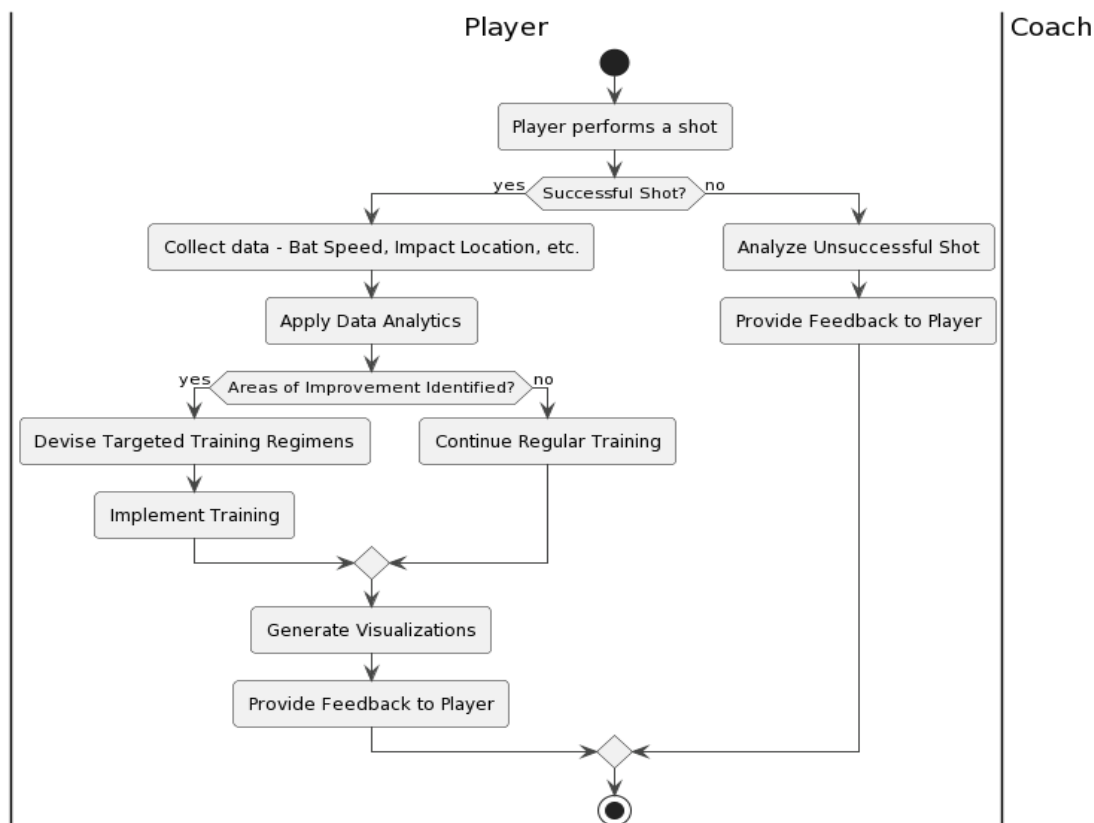 Player
Coach
Player performs a shot
Successful Shot?
yes
no
Collect data - Bat Speed, Impact Location, etc.
Analyze Unsuccessful Shot
Apply Data Analytics
Provide Feedback to Player
Areas of Improvement Identified?
yes
no
Devise Targeted Training Regimens
Continue Regular Training
Implement Training
Generate Visualizations
Provide Feedback to Player